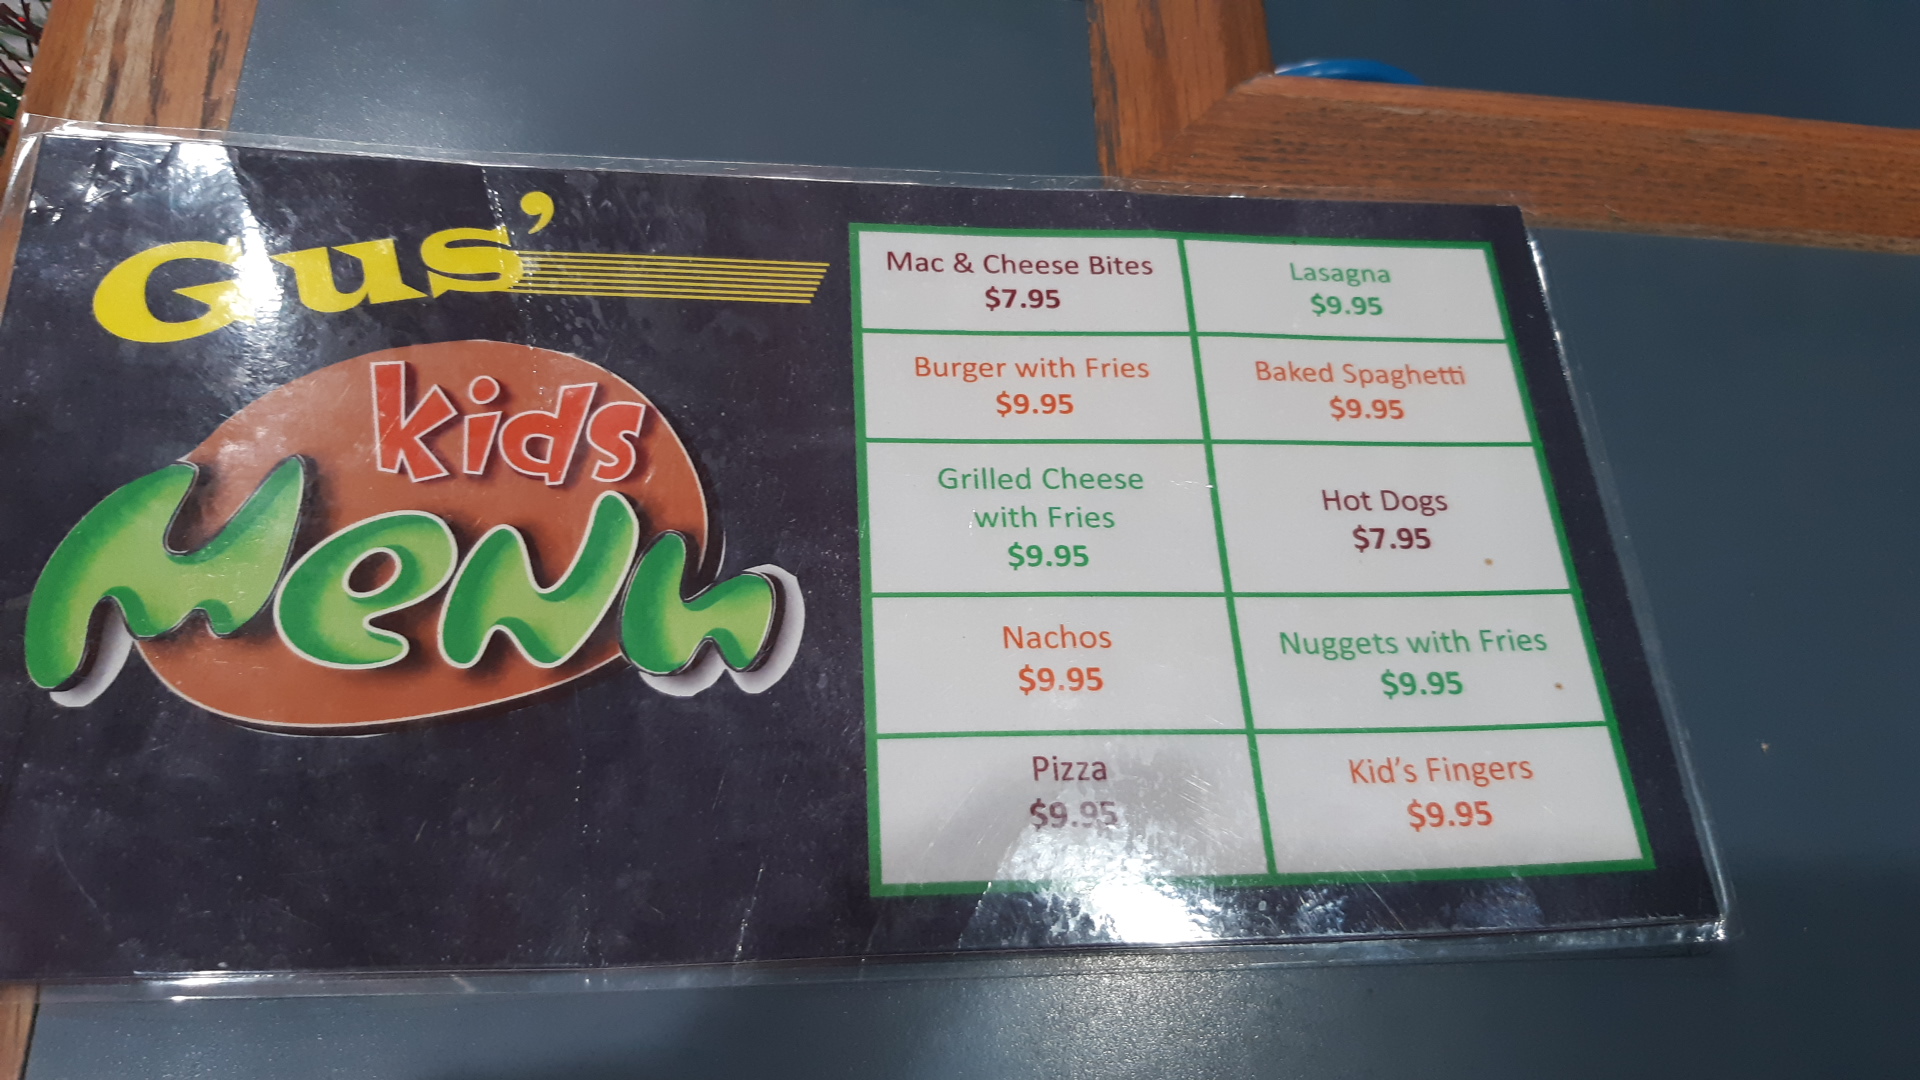 Gus'
kids
Menu
Mac & Cheese Bites
$7.95
Lasagna
$9.95
Burger with Fries
$9.95
Baked Spaghetti
$9.95
Grilled Cheese
with Fries
$9.95
Hot Dogs
$7.95
Nachos
$9.95
Nuggets with Fries
$9.95
Pizza
$9.95
Kid's Fingers
$9.95